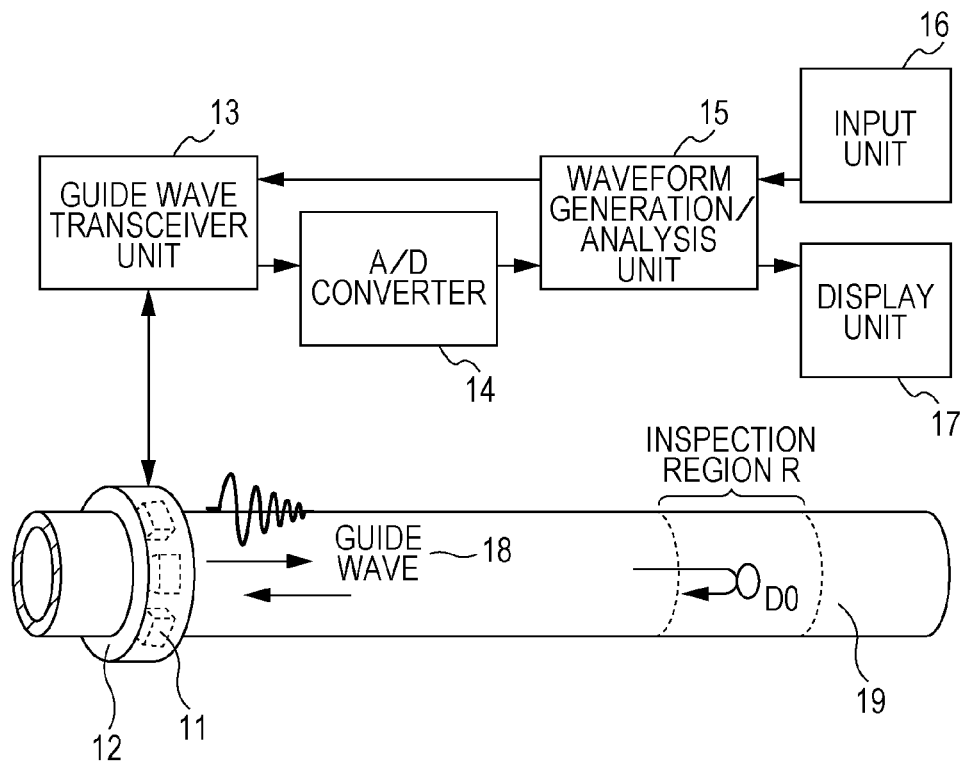 16
INPUT
UNIT
13
GUIDE WAVE
TRANSCEIVER
UNIT
15
WAVEFORM
GENERATION/
ANALYSIS
UNIT
A/D
CONVERTER
14
DISPLAY
UNIT
17
INSPECTION
REGION R
GUIDE
WAVE
18
D0
19
11
12